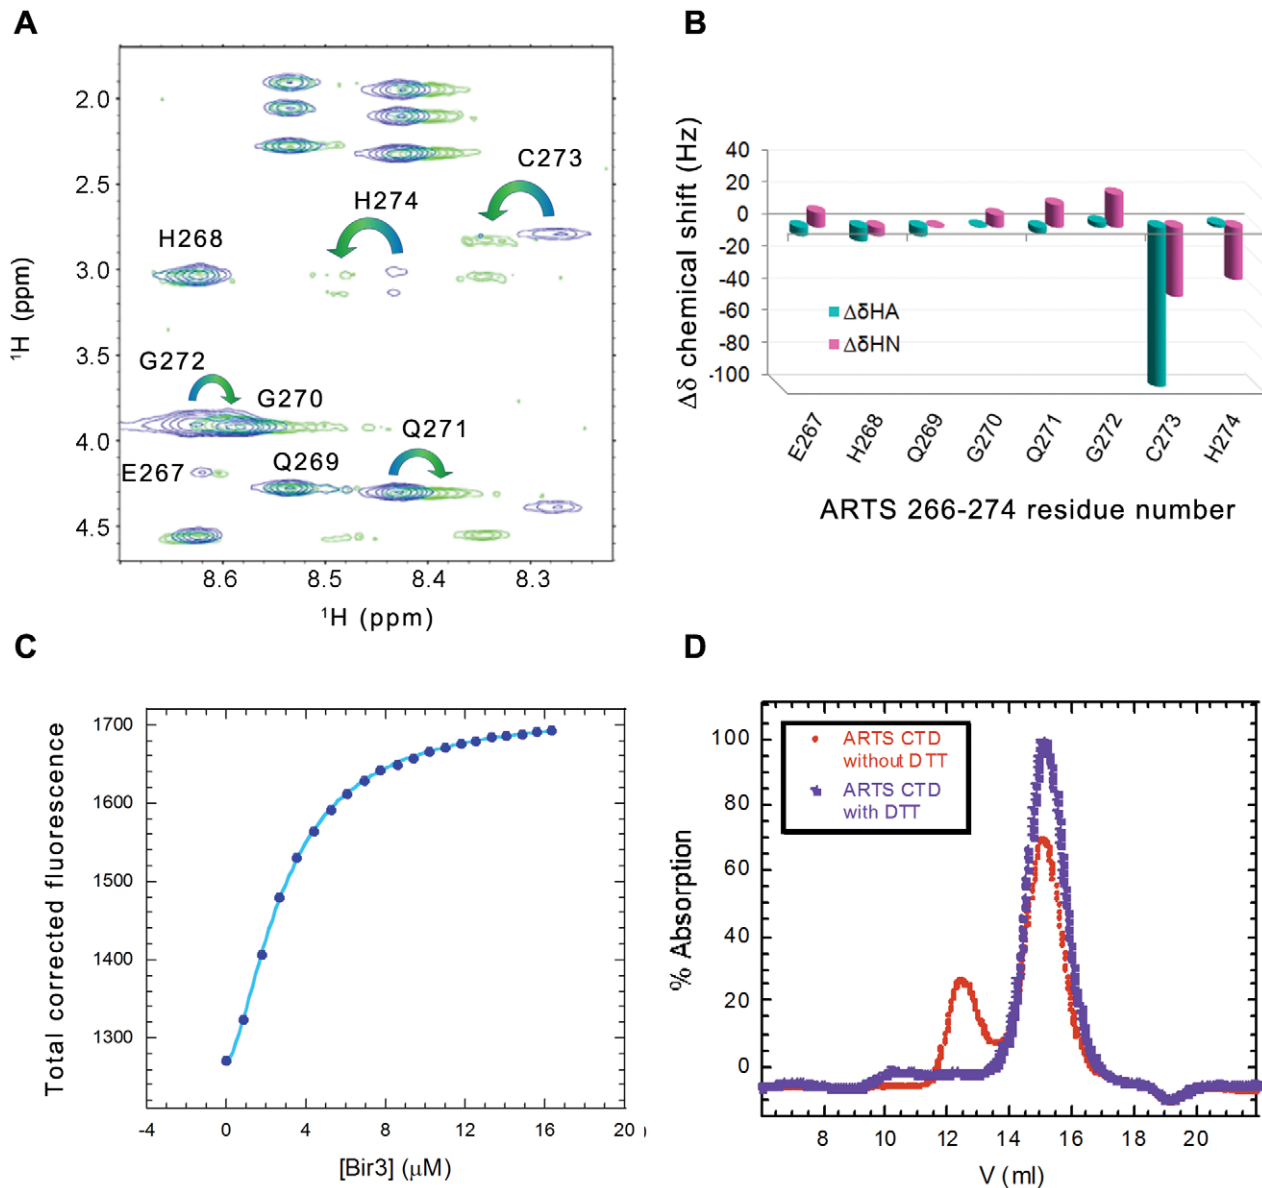 A
2.0
2.5
3.0
3.5
4.0
4.5
¹H (ppm)
C273
H274
H268
G272
G270
Q271
E267
Q269
8.6
8.5
8.4
8.3
¹H (ppm)
B
40
20
0
-20
-40
-60
-80
-100
Δδ chemical shift (Hz)
ΔδHA
ΔδHN
E267
H268
Q269
G270
Q271
G272
C273
H274
ARTS 266-274 residue number
C
1700
1600
1500
1400
1300
Total corrected fluorescence
-4
0
4
8
12
16
20
[Bir3] (μM)
D
100
80
60
40
20
0
% Absorption
ARTS CTD
without DTT
ARTS CTD
with DTT
8
10
12
14
16
18
20
V (ml)